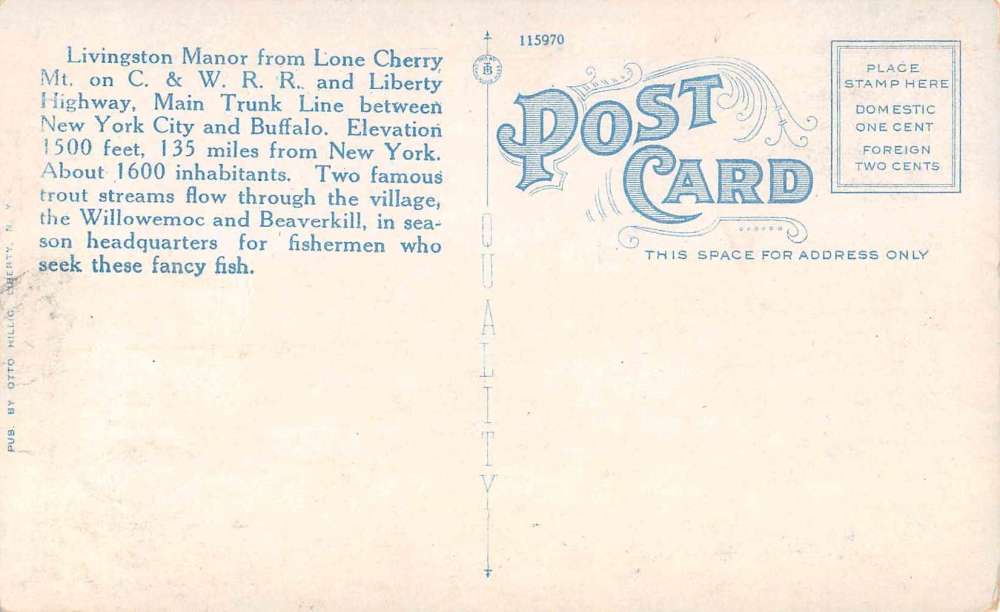 Livingston Manor from Lone Cherry
Mt. on C. & W. R. R. and Liberty
Highway, Main Trunk Line between
New York City and Buffalo. Elevation
1500 feet, 135 miles from New York.
About 1600 inhabitants. Two famous
trout streams flow through the village,
the Willowemoc and Beaverkill, in sea-
son headquarters for fishermen who
seek these fancy fish.
PUB. BY OTTO HILLIG, LIBERTY, N. Y.
115970
QUALITY
POST
CARD
THIS SPACE FOR ADDRESS ONLY
PLACE
STAMP HERE
DOMESTIC
ONE CENT
FOREIGN
TWO CENTS